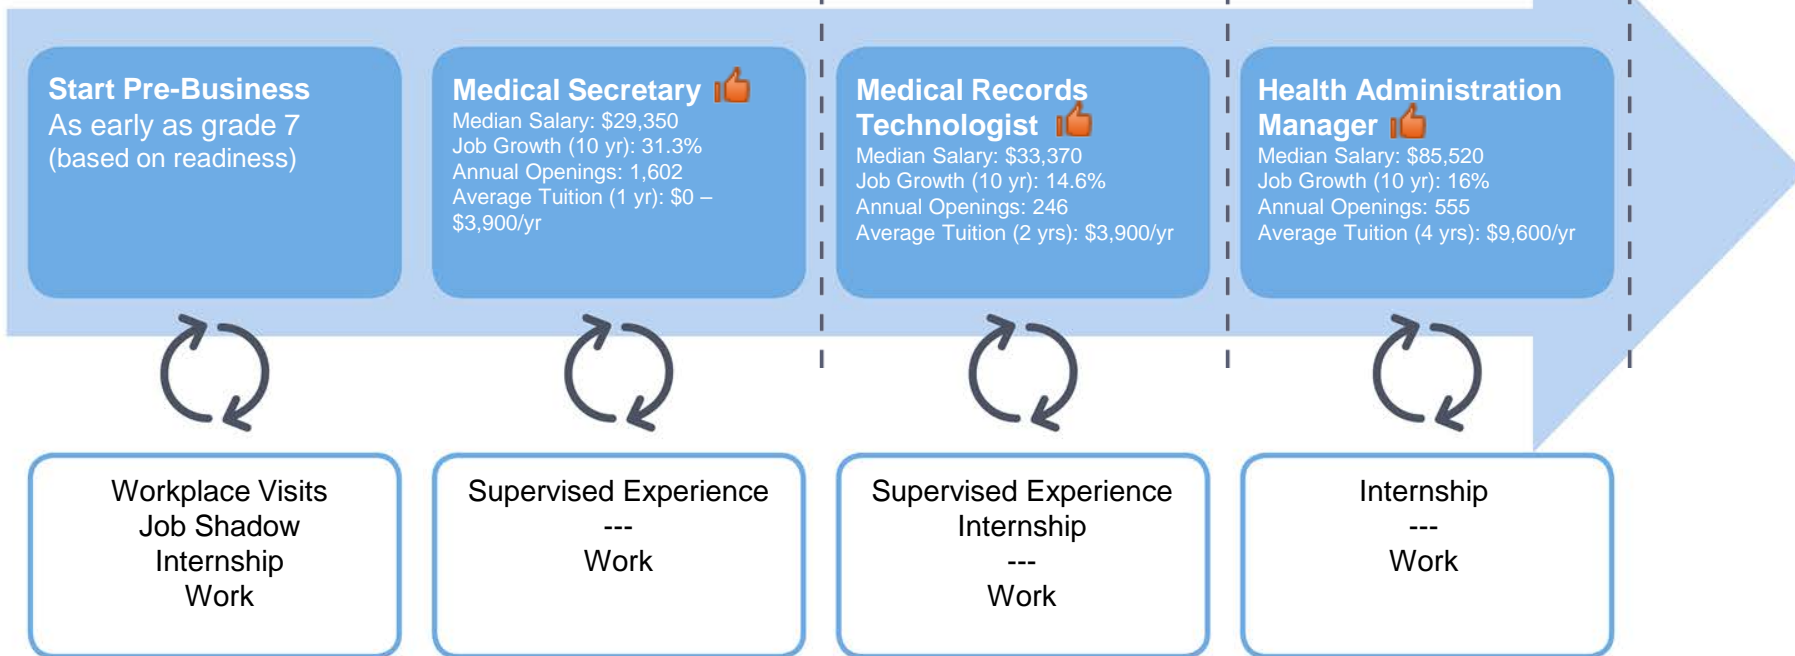 Start Pre-Business
As early as grade 7
(based on readiness)
Medical Secretary
Median Salary: $29,350
Job Growth (10 yr): 31.3%
Annual Openings: 1,602
Average Tuition (1 yr): $0 –
$3,900/yr
Medical Records
Technologist
Median Salary: $33,370
Job Growth (10 yr): 14.6%
Annual Openings: 246
Average Tuition (2 yrs): $3,900/yr
Health Administration
Manager
Median Salary: $85,520
Job Growth (10 yr): 16%
Annual Openings: 555
Average Tuition (4 yrs): $9,600/yr
Workplace Visits
Job Shadow
Internship
Work
Supervised Experience
---
Work
Supervised Experience
Internship
---
Work
Internship
---
Work